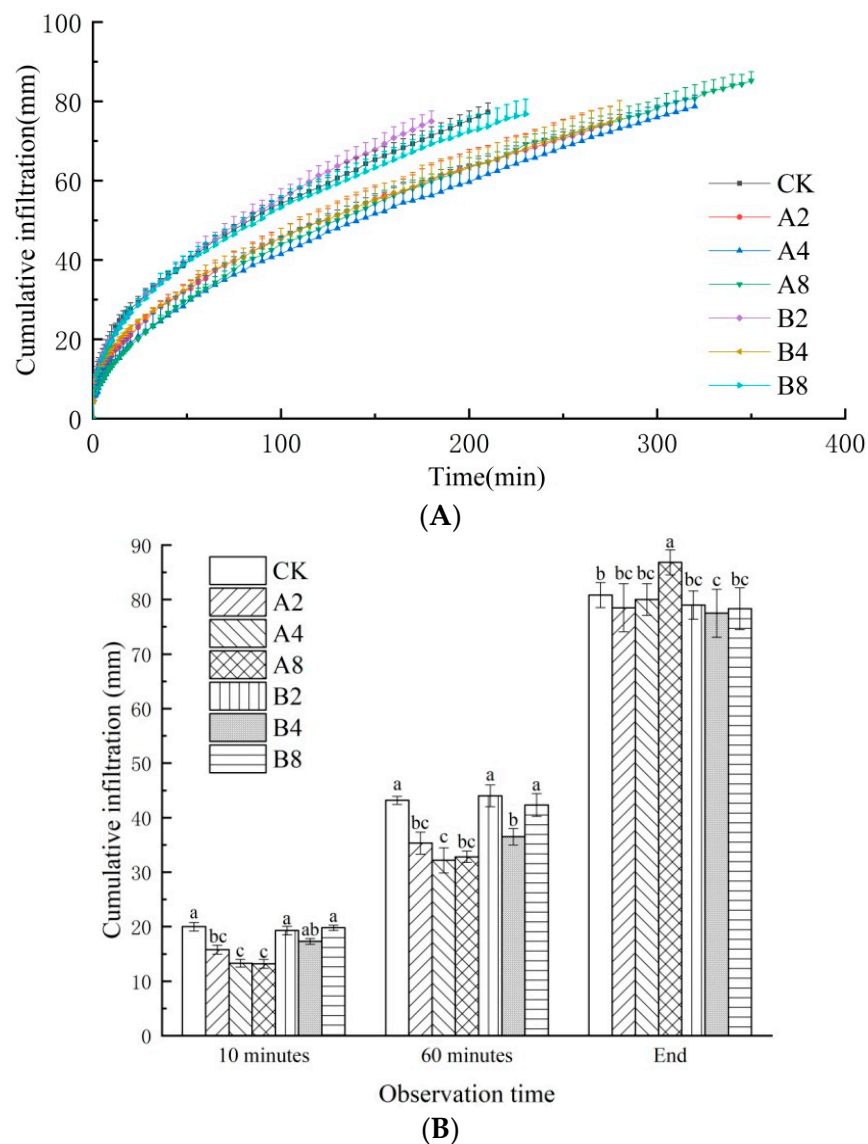 100
80
60
40
20
0
Cumulative infiltration(mm)
CK
A2
A4
A8
B2
B4
B8
0 100 200 300 400
Time(min)
(A)
90
80
70
60
50
40
30
20
10
0
Cumulative infiltration (mm)
CK
A2
A4
A8
B2
B4
B8
a bc c c a ab a
a bc c bc a b a
b bc bc a bc c bc
10 minutes 60 minutes End
Observation time
(B)